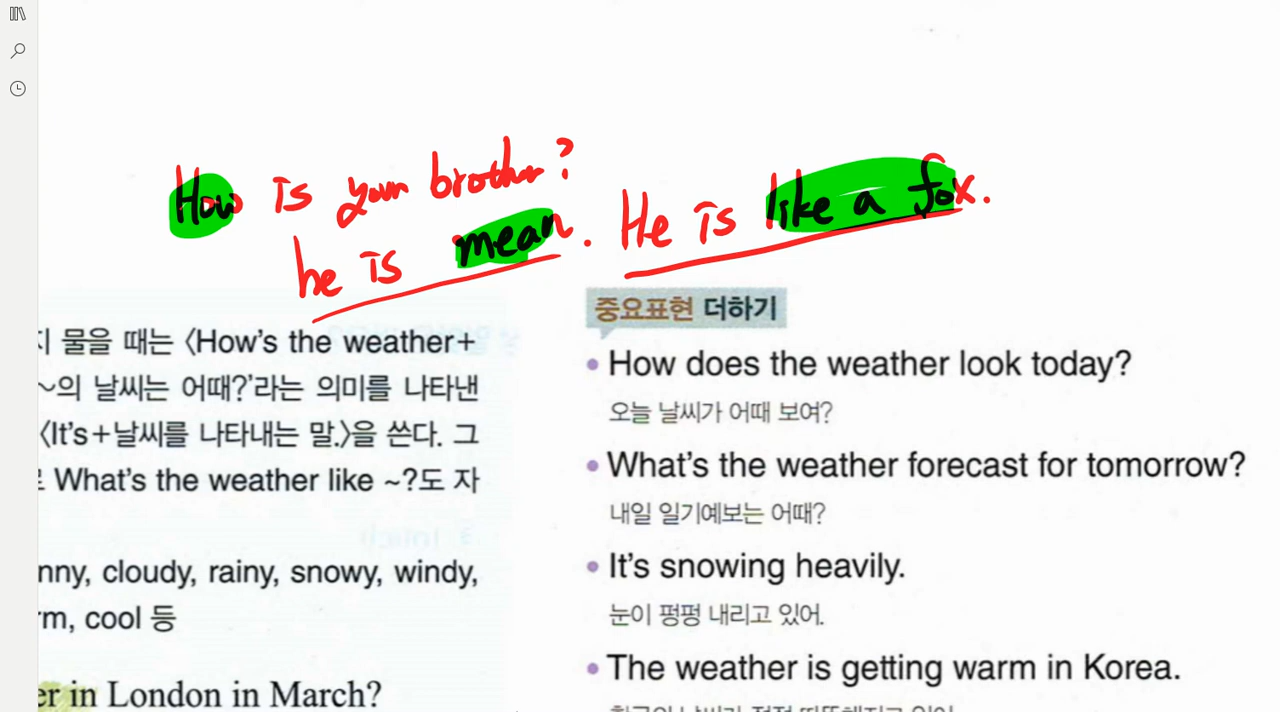 How is your brother?
he is mean. He is like a fox.
지 물을 때는 〈How's the weather+
~의 날씨는 어때?'라는 의미를 나타낸
〈It's+날씨를 나타내는 말.〉을 쓴다. 그
What's the weather like ~?도 자
nny, cloudy, rainy, snowy, windy,
rm, cool 등
er in London in March?
중요표현 더하기
• How does the weather look today?
오늘 날씨가 어때 보여?
• What's the weather forecast for tomorrow?
내일 일기예보는 어때?
• It's snowing heavily.
눈이 펑펑 내리고 있어.
• The weather is getting warm in Korea.